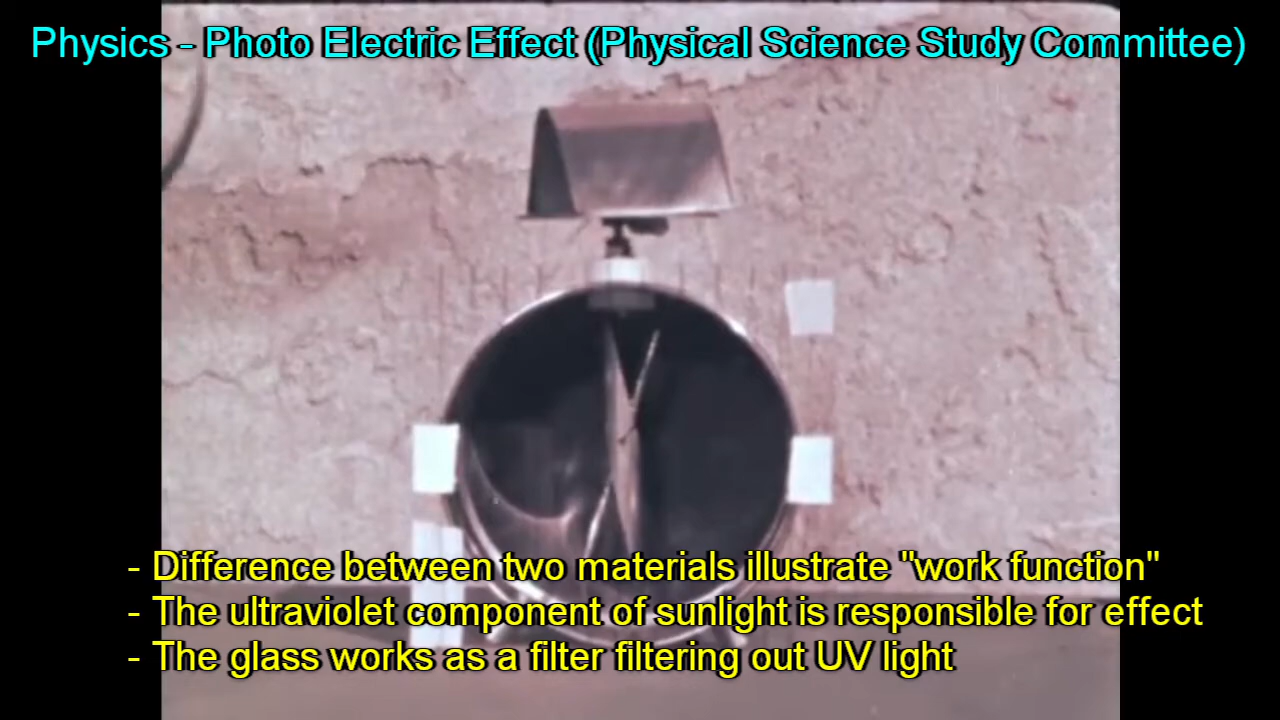 Physics - Photo Electric Effect (Physical Science Study Committee)
- Difference between two materials illustrate "work function"
- The ultraviolet component of sunlight is responsible for effect
- The glass works as a filter filtering out UV light